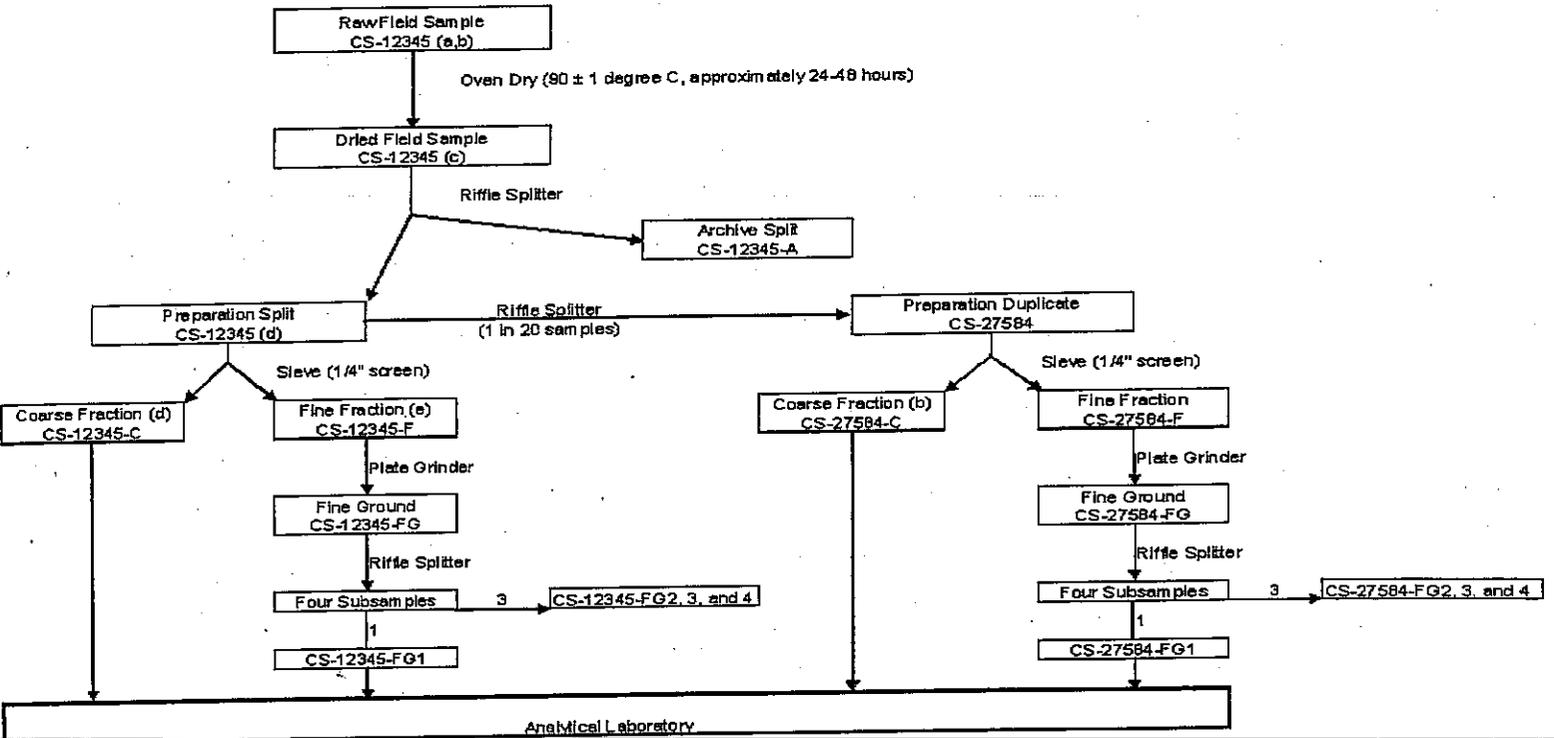 Raw Field Sample
CS-12345 (a,b)
Oven Dry (90 ± 1 degree C, approximately 24-48 hours)
Dried Field Sample
CS-12345 (c)
Riffle Splitter
Archive Split
CS-12345-A
Preparation Split
CS-12345 (d)
Riffle Splitter
(1 in 20 samples)
Preparation Duplicate
CS-27584
Sieve (1/4" screen)
Sieve (1/4" screen)
Coarse Fraction (d)
CS-12345-C
Fine Fraction (e)
CS-12345-F
Coarse Fraction (b)
CS-27584-C
Fine Fraction
CS-27584-F
Plate Grinder
Plate Grinder
Fine Ground
CS-12345-FG
Fine Ground
CS-27584-FG
Riffle Splitter
Riffle Splitter
Four Subsamples
3
CS-12345-FG2, 3, and 4
Four Subsamples
3
CS-27584-FG2, 3, and 4
1
1
CS-12345-FG1
CS-27584-FG1
Analytical Laboratory